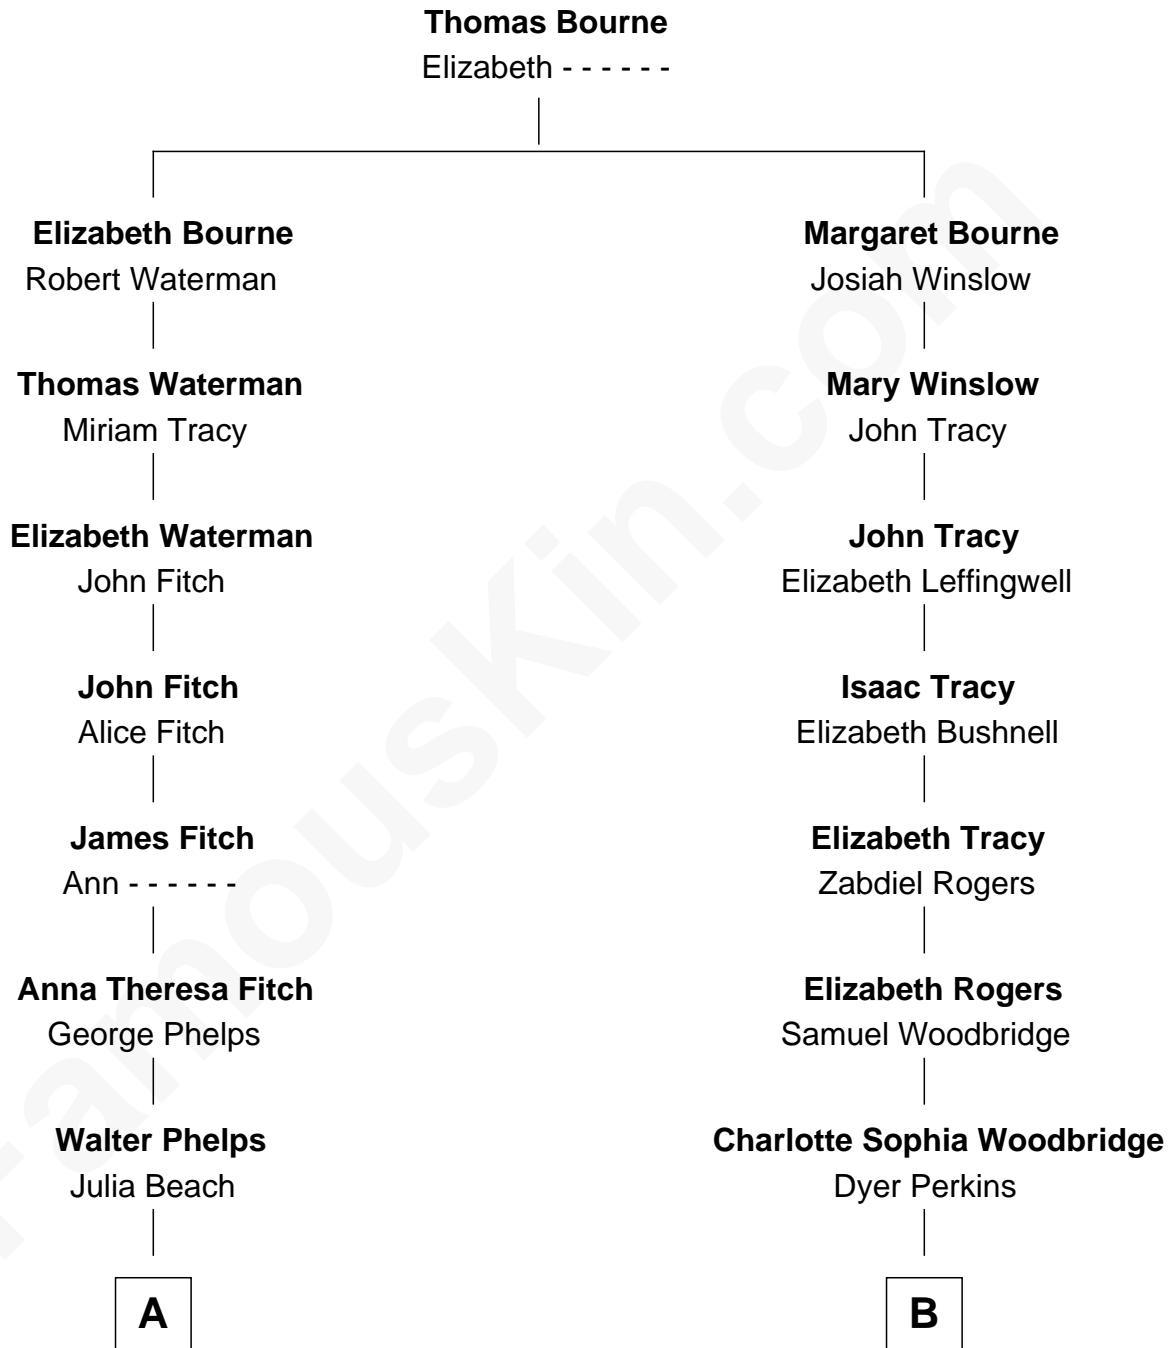 Thomas Bourne
Elizabeth - - - - - -
Elizabeth Bourne
Robert Waterman
Margaret Bourne
Josiah Winslow
Thomas Waterman
Miriam Tracy
Mary Winslow
John Tracy
Elizabeth Waterman
John Fitch
John Tracy
Elizabeth Leffingwell
John Fitch
Alice Fitch
Isaac Tracy
Elizabeth Bushnell
James Fitch
Ann - - - - - -
Elizabeth Tracy
Zabdiel Rogers
Anna Theresa Fitch
George Phelps
Elizabeth Rogers
Samuel Woodbridge
Walter Phelps
Julia Beach
Charlotte Sophia Woodbridge
Dyer Perkins
A
B
FamousKin.com